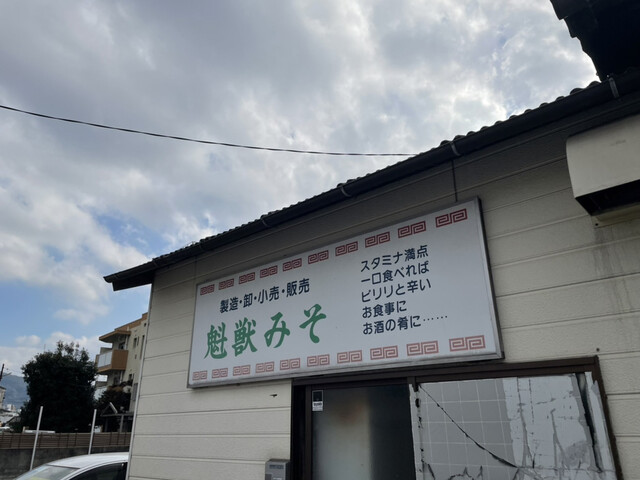 製造・卸・小売・販売
魁獣みそ
スタミナ満点
一口食べれば
ピリリと辛い
お食事に
お酒の肴に……